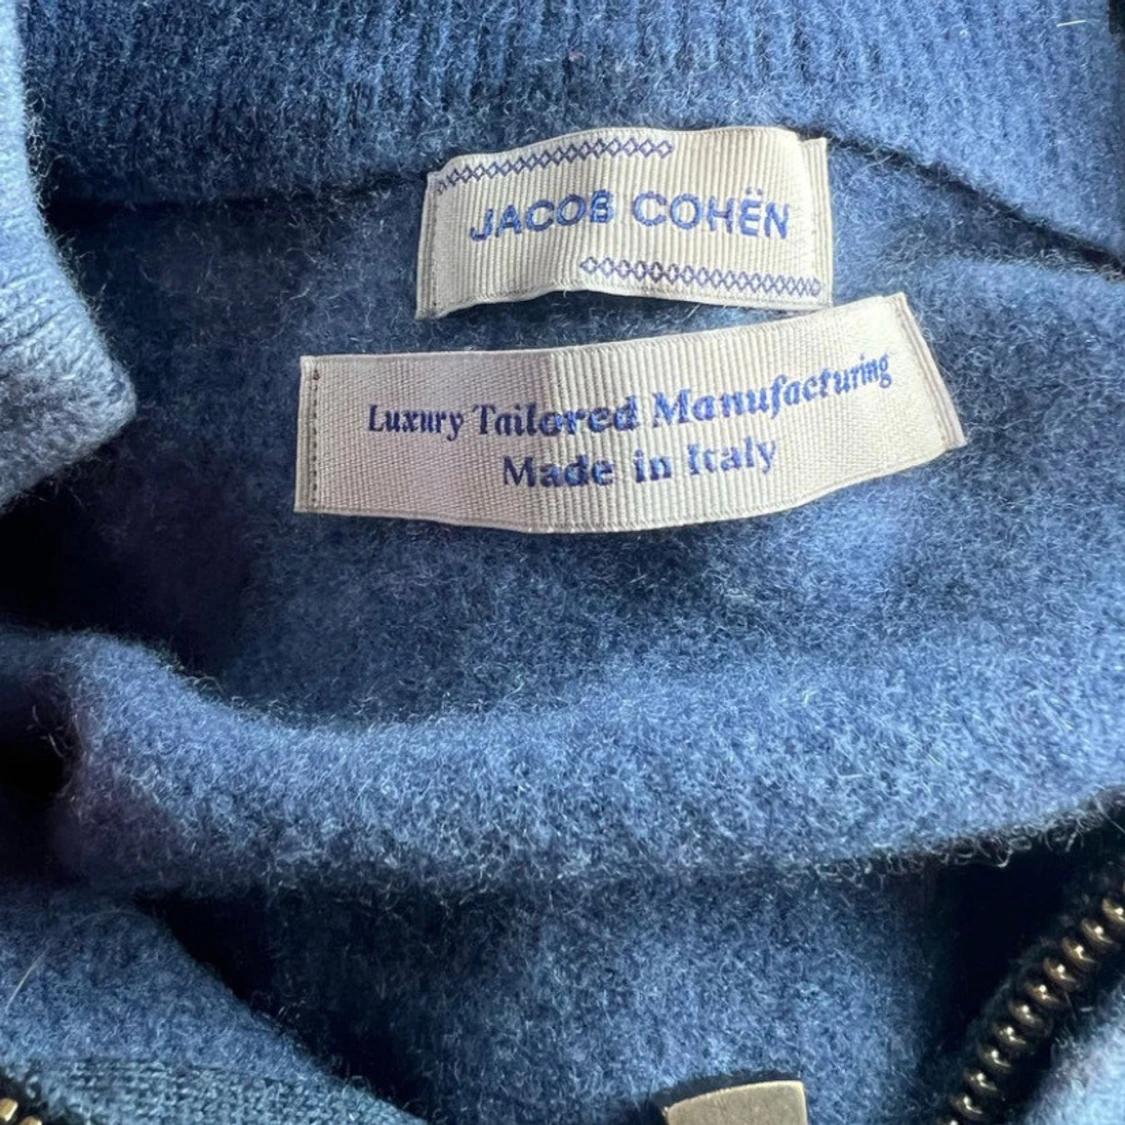 JACOB COHËN
Luxury Tailored Manufacturing
Made in Italy